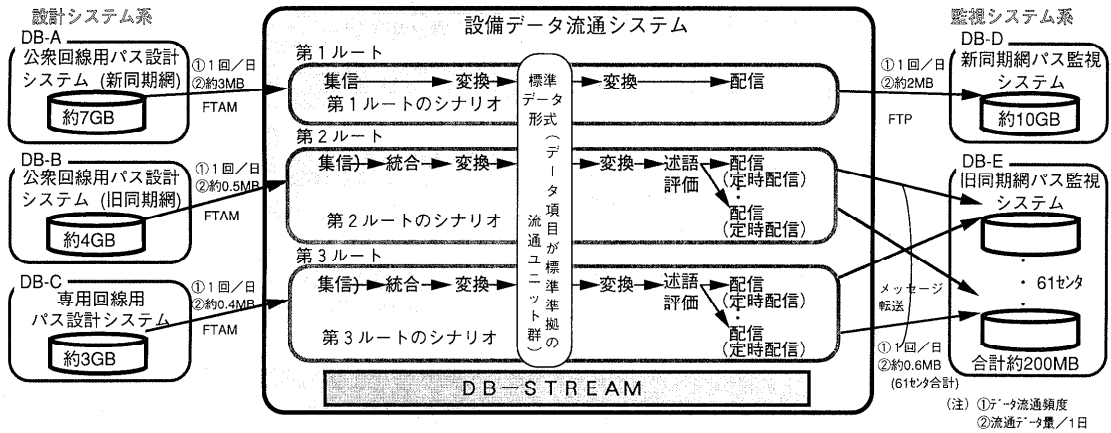 設計システム系
DB-A
公衆回線用パス設計
システム (新同期網)
約7GB
①1回／日
②約3MB
FTAM
DB-B
公衆回線用パス設計
システム (旧同期網)
約4GB
①1回／日
②約0.5MB
FTAM
DB-C
専用回線用
パス設計システム
約3GB
①1回／日
②約0.4MB
FTAM
設備データ流通システム
第1ルート
集信 変換 変換 配信
第1ルートのシナリオ
第2ルート
集信) 統合 変換 変換 述語評価 配信
(定時配信)
配信
(定時配信)
第2ルートのシナリオ
第3ルート
集信) 統合 変換 変換 述語評価 配信
(定時配信)
配信
(定時配信)
第3ルートのシナリオ
標準データ形式
(データ項目が標準準拠の
流通ユニット群)
DB－STREAM
①1回／日
②約2MB
FTP
メッセージ
転送
①1回／日
②約0.6MB
(61センタ合計)
監視システム系
DB-D
新同期網パス監視
システム
約10GB
DB-E
旧同期網パス監視
システム
61センタ
合計約200MB
(注) ①データ流通頻度
②流通データ量／1日